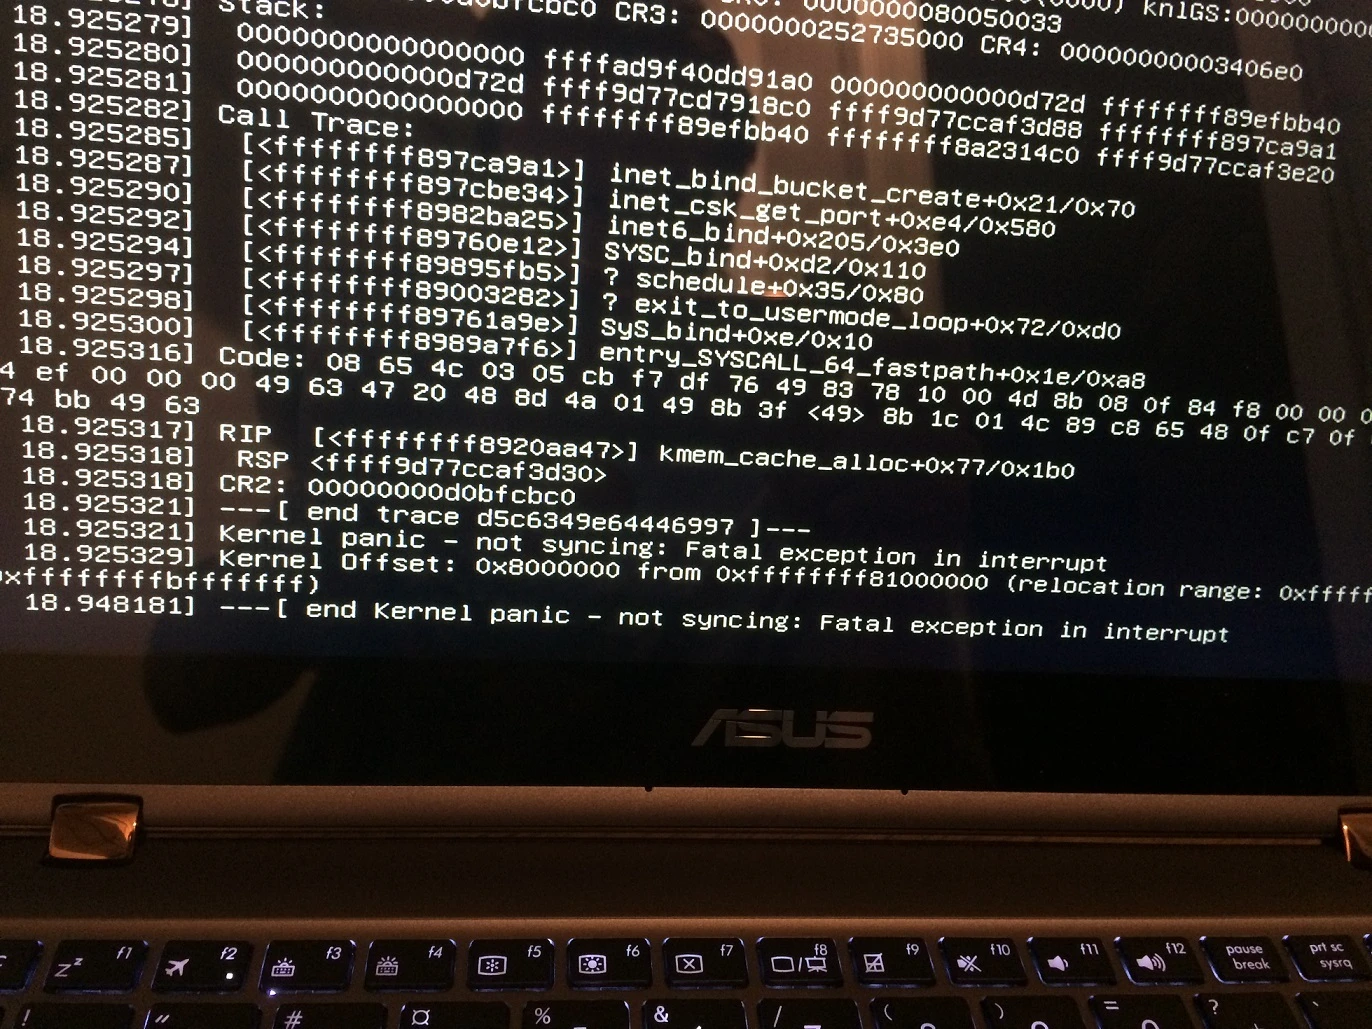 18.925279] Stack:
CR3: 0000000252735000 CR4: 00000000003406e0
0000000080050033
knlGS:
18.925280] 0000000000000000 ffffad9f40dd91a0 000000000000d72d ffffffff89efbb40
18.925281] 000000000000d72d ffff9d77cd7918c0 ffff9d77ccaf3d88 ffffffff897ca9a1
18.925282] 0000000000000000 ffffffff89efbb40 ffffffff8a2314c0 ffff9d77ccaf3e20
18.925285] Call Trace:
18.925287] [<ffffffff897ca9a1>] inet_bind_bucket_create+0x21/0x70
18.925290] [<ffffffff897cbe34>] inet_csk_get_port+0xe4/0x580
18.925292] [<ffffffff8982ba25>] inet6_bind+0x205/0x3e0
18.925294] [<ffffffff89760e12>] SYSC_bind+0xd2/0x110
18.925297] [<ffffffff89895fb5>] ? schedule+0x35/0x80
18.925298] [<ffffffff89003282>] ? exit_to_usermode_loop+0x72/0xd0
18.925300] [<ffffffff89761a9e>] SyS_bind+0xe/0x10
[<ffffffff8989a7f6>] entry_SYSCALL_64_fastpath+0x1e/0xa8
18.925316] Code: 08 65 4c 03 05 cb f7 df 76 49 83 78 10 00 4d 8b 08 0f 84 f8 00 00 0
4 ef 00 00 00 49 63 47 20 48 8d 4a 01 49 8b 3f <49> 8b 1c 01 4c 89 c8 65 48 0f c7 0f
74 bb 49 63
18.925317] RIP [<ffffffff8920aa47>] kmem_cache_alloc+0x77/0x1b0
18.925318] RSP <ffff9d77ccaf3d30>
18.925318] CR2: 00000000d0bfcbc0
18.925321] ---[ end trace d5c6349e64446997 ]---
18.925321] Kernel panic - not syncing: Fatal exception in interrupt
18.925329] Kernel Offset: 0x8000000 from 0xffffffff81000000 (relocation range: 0xfffff
xffffffffbfffffff)
18.948181] ---[ end Kernel panic - not syncing: Fatal exception in interrupt
ASUS
f1 f2 f3 f4 f5 f6 f7 f8 f9 f10 f11 f12 pause break prt sc sysrq
! " # ¤ % & / ( ) = ? `